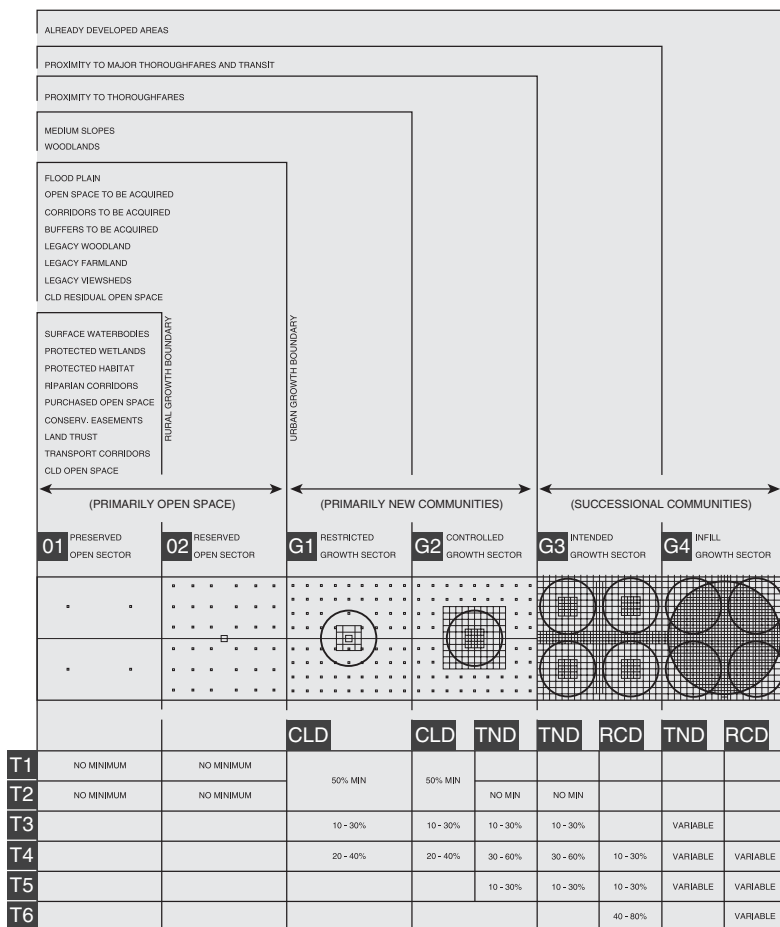 ALREADY DEVELOPED AREAS
PROXIMITY TO MAJOR THOROUGHFARES AND TRANSIT
PROXIMITY TO THOROUGHFARES
MEDIUM SLOPES
WOODLANDS
FLOOD PLAIN
OPEN SPACE TO BE ACQUIRED
CORRIDORS TO BE ACQUIRED
BUFFERS TO BE ACQUIRED
LEGACY WOODLAND
LEGACY FARMLAND
LEGACY VIEWSHEDS
CLD RESIDUAL OPEN SPACE
SURFACE WATERBODIES
PROTECTED WETLANDS
PROTECTED HABITAT
RIPARIAN CORRIDORS
PURCHASED OPEN SPACE
CONSERV. EASEMENTS
LAND TRUST
TRANSPORT CORRIDORS
CLD OPEN SPACE
RURAL GROWTH BOUNDARY
URBAN GROWTH BOUNDARY
(PRIMARILY OPEN SPACE) (PRIMARILY NEW COMMUNITIES) (SUCCESSIONAL COMMUNITIES)
01 PRESERVED OPEN SECTOR
02 RESERVED OPEN SECTOR
G1 RESTRICTED GROWTH SECTOR
G2 CONTROLLED GROWTH SECTOR
G3 INTENDED GROWTH SECTOR
G4 INFILL GROWTH SECTOR
CLD CLD TND TND RCD TND RCD
T1 NO MINIMUM NO MINIMUM
50% MIN 50% MIN
T2 NO MINIMUM NO MINIMUM NO MIN NO MIN
T3 10 - 30% 10 - 30% 10 - 30% 10 - 30% VARIABLE
T4 20 - 40% 20 - 40% 30 - 60% 30 - 60% 10 - 30% VARIABLE VARIABLE
T5 10 - 30% 10 - 30% 10 - 30% VARIABLE VARIABLE
T6 40 - 80% VARIABLE